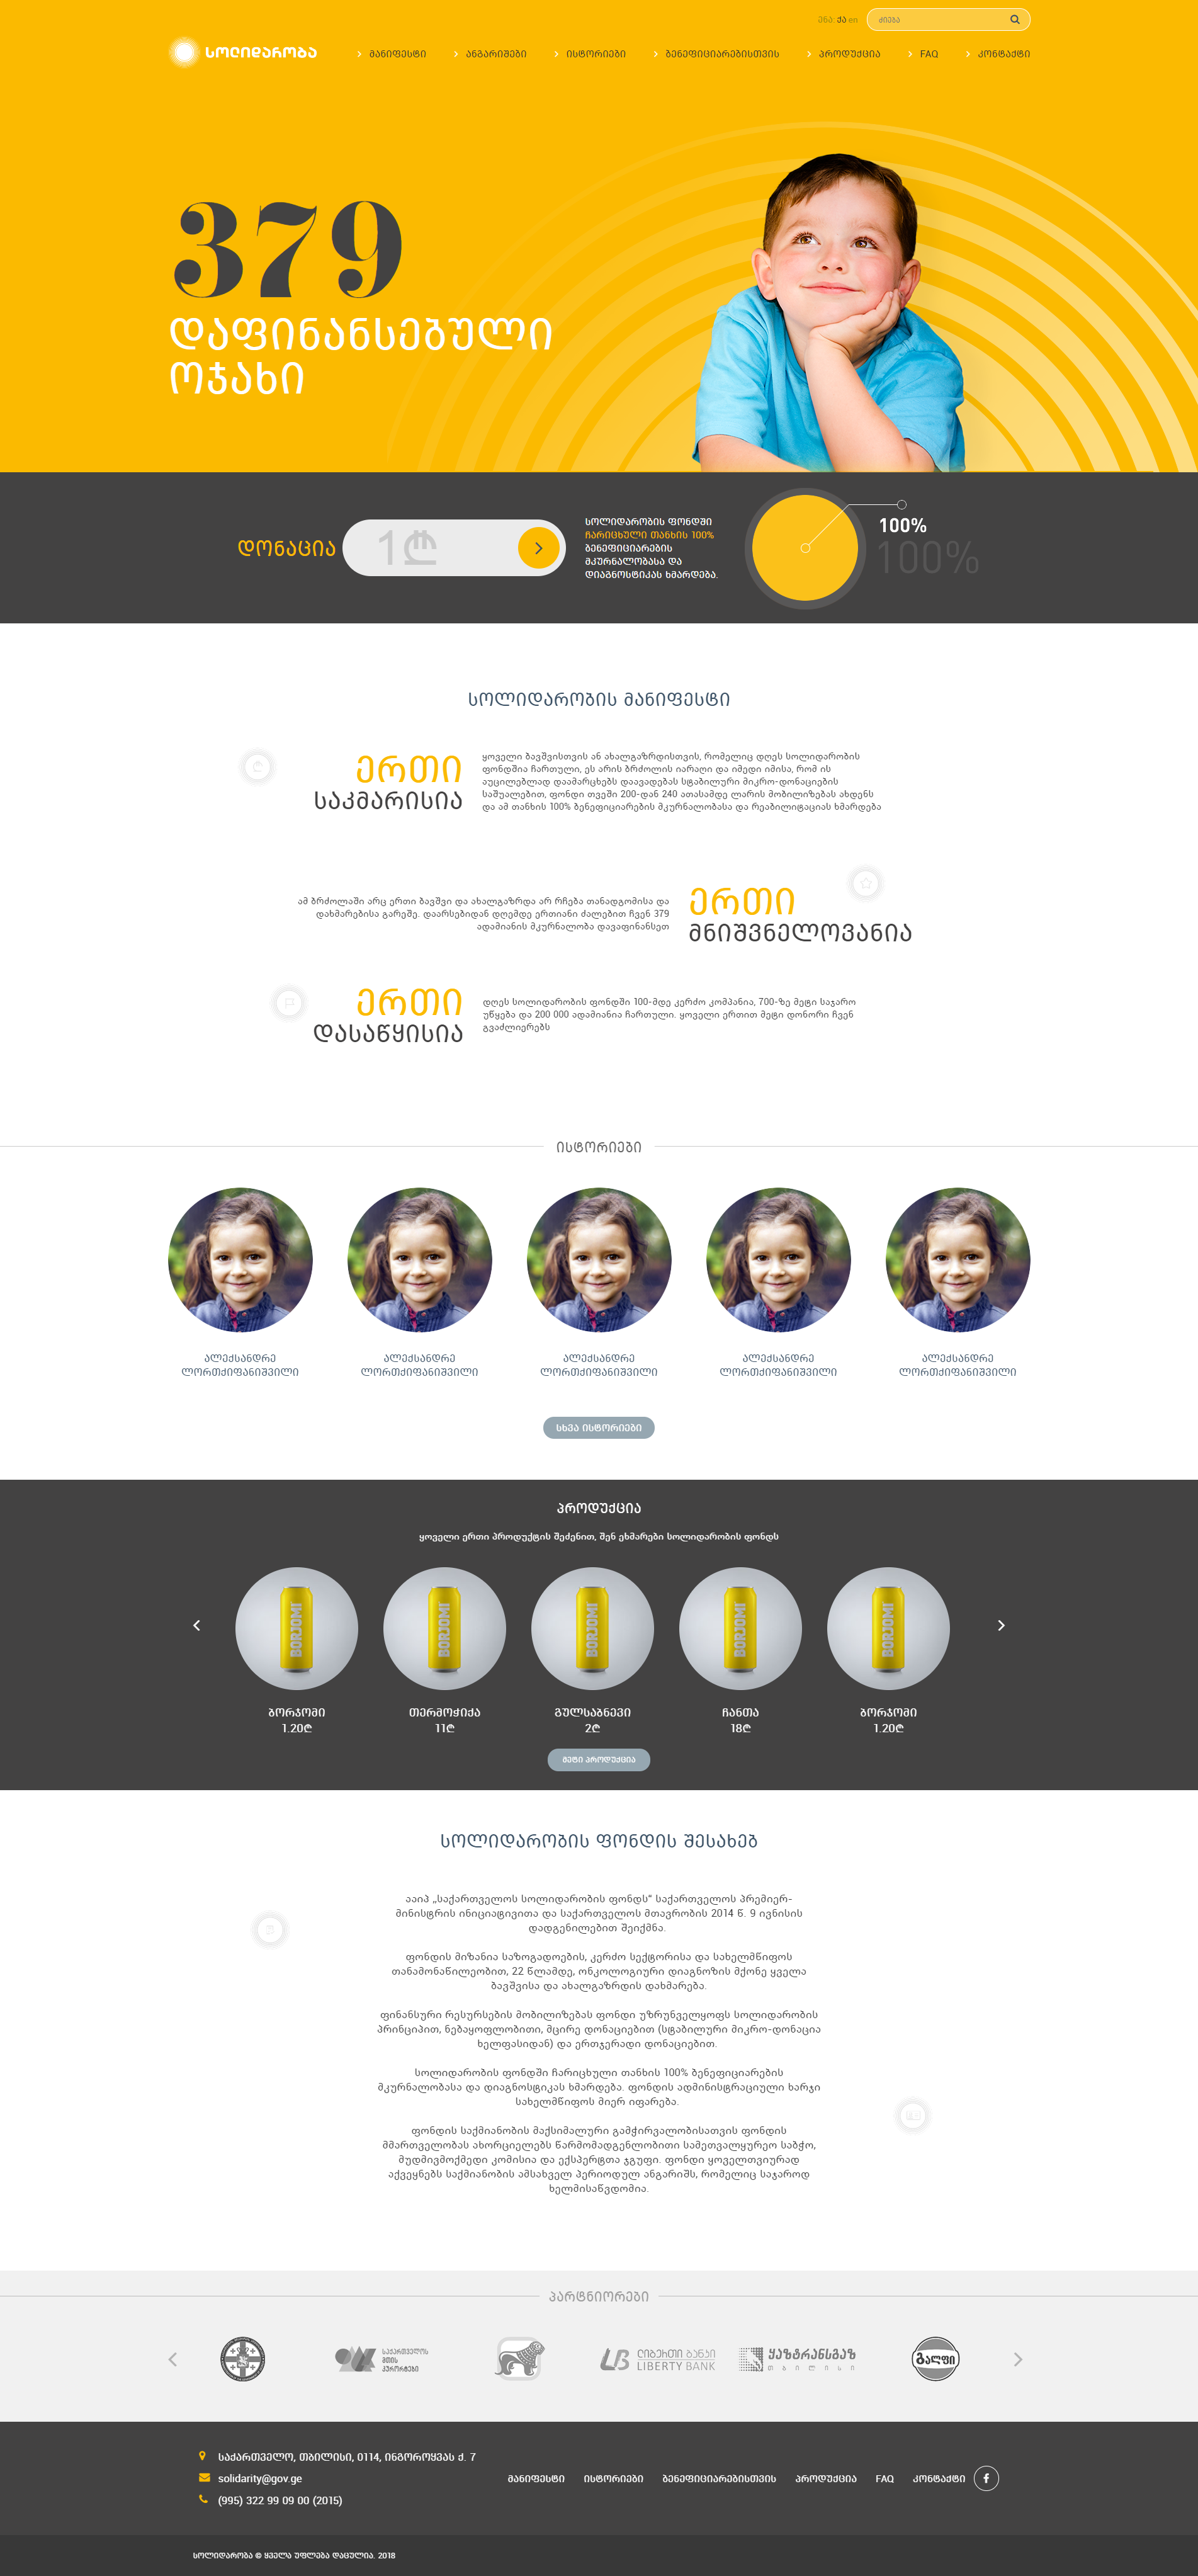 ენა: ქა en
ძიება
სოლიდარობა
მანიფესტი
ანგარიშები
ისტორიები
ბენეფიციარებისთვის
პროდუქცია
FAQ
კონტაქტი
379
დაფინანსებული
ოჯახი
დონაცია
1₾
სოლიდარობის ფონდში
ჩარიცხული თანხის 100%
ბენეფიციარების
მკურნალობასა და
დიაგნოსტიკას ხმარდება.
100%
100%
სოლიდარობის მანიფესტი
ერთი
საკმარისია
ყოველი ბავშვისთვის ან ახალგაზრდისთვის, რომელიც დღეს სოლიდარობის
ფონდშია ჩართული, ეს არის ბრძოლის იარაღი და იმედი იმისა, რომ ის
აუცილებლად დაამარცხებს დაავადებას სტაბილური მიკრო-დონაციების
საშუალებით, ფონდი თვეში 200-დან 240 ათასამდე ლარის მობილიზებას ახდენს
და ამ თანხის 100% ბენეფიციარების მკურნალობასა და რეაბილიტაციას ხმარდება
ამ ბრძოლაში არც ერთი ბავშვი და ახალგაზრდა არ რჩება თანადგომისა და
დახმარებისა გარეშე. დაარსებიდან დღემდე ერთიანი ძალებით ჩვენ 379
ადამიანის მკურნალობა დავაფინანსეთ
ერთი
მნიშვნელოვანია
ერთი
დასაწყისია
დღეს სოლიდარობის ფონდში 100-მდე კერძო კომპანია, 700-ზე მეტი საჯარო
უწყება და 200 000 ადამიანია ჩართული. ყოველი ერთით მეტი დონორი ჩვენ
გვაძლიერებს
ისტორიები
ალექსანდრე
ლორთქიფანიშვილი
ალექსანდრე
ლორთქიფანიშვილი
ალექსანდრე
ლორთქიფანიშვილი
ალექსანდრე
ლორთქიფანიშვილი
ალექსანდრე
ლორთქიფანიშვილი
სხვა ისტორიები
პროდუქცია
ყოველი ერთი პროდუქტის შეძენით, შენ ეხმარები სოლიდარობის ფონდს
BORJOMI
BORJOMI
BORJOMI
BORJOMI
BORJOMI
ბორჯომი
1.20₾
თერმოჭიქა
11₾
გულსაბნევი
2₾
ჩანთა
18₾
ბორჯომი
1.20₾
მეტი პროდუქცია
სოლიდარობის ფონდის შესახებ
ააიპ „საქართველოს სოლიდარობის ფონდს“ საქართველოს პრემიერ-
მინისტრის ინიციატივითა და საქართველოს მთავრობის 2014 წ. 9 ივნისის
დადგენილებით შეიქმნა.
ფონდის მიზანია საზოგადოების, კერძო სექტორისა და სახელმწიფოს
თანამონაწილეობით, 22 წლამდე, ონკოლოგიური დიაგნოზის მქონე ყველა
ბავშვისა და ახალგაზრდის დახმარება.
ფინანსური რესურსების მობილიზებას ფონდი უზრუნველყოფს სოლიდარობის
პრინციპით, ნებაყოფლობითი, მცირე დონაციებით (სტაბილური მიკრო-დონაცია
ხელფასიდან) და ერთჯერადი დონაციებით.
სოლიდარობის ფონდში ჩარიცხული თანხის 100% ბენეფიციარების
მკურნალობასა და დიაგნოსტიკას ხმარდება. ფონდის ადმინისტრაციული ხარჯი
სახელმწიფოს მიერ იფარება.
ფონდის საქმიანობის მაქსიმალური გამჭირვალობისათვის ფონდის
მმართველობას ახორციელებს წარმომადგენლობითი სამეთვალყურეო საბჭო,
მუდმივმოქმედი კომისია და ექსპერტთა ჯგუფი. ფონდი ყოველთვიურად
აქვეყნებს საქმიანობის ამსახველ პერიოდულ ანგარიშს, რომელიც საჯაროდ
ხელმისაწვდომია.
პარტნიორები
საქართველოს
მთის
კურორტები
ლიბერთი ბანკი
LIBERTY BANK
ყაზტრანსგაზ
თბილისი
გალფი
საქართველო, თბილისი, 0114, ინგოროყვას ქ. 7
solidarity@gov.ge
(995) 322 99 09 00 (2015)
მანიფესტი
ისტორიები
ბენეფიციარებისთვის
პროდუქცია
FAQ
კონტაქტი
სოლიდარობა © ყველა უფლება დაცულია. 2018